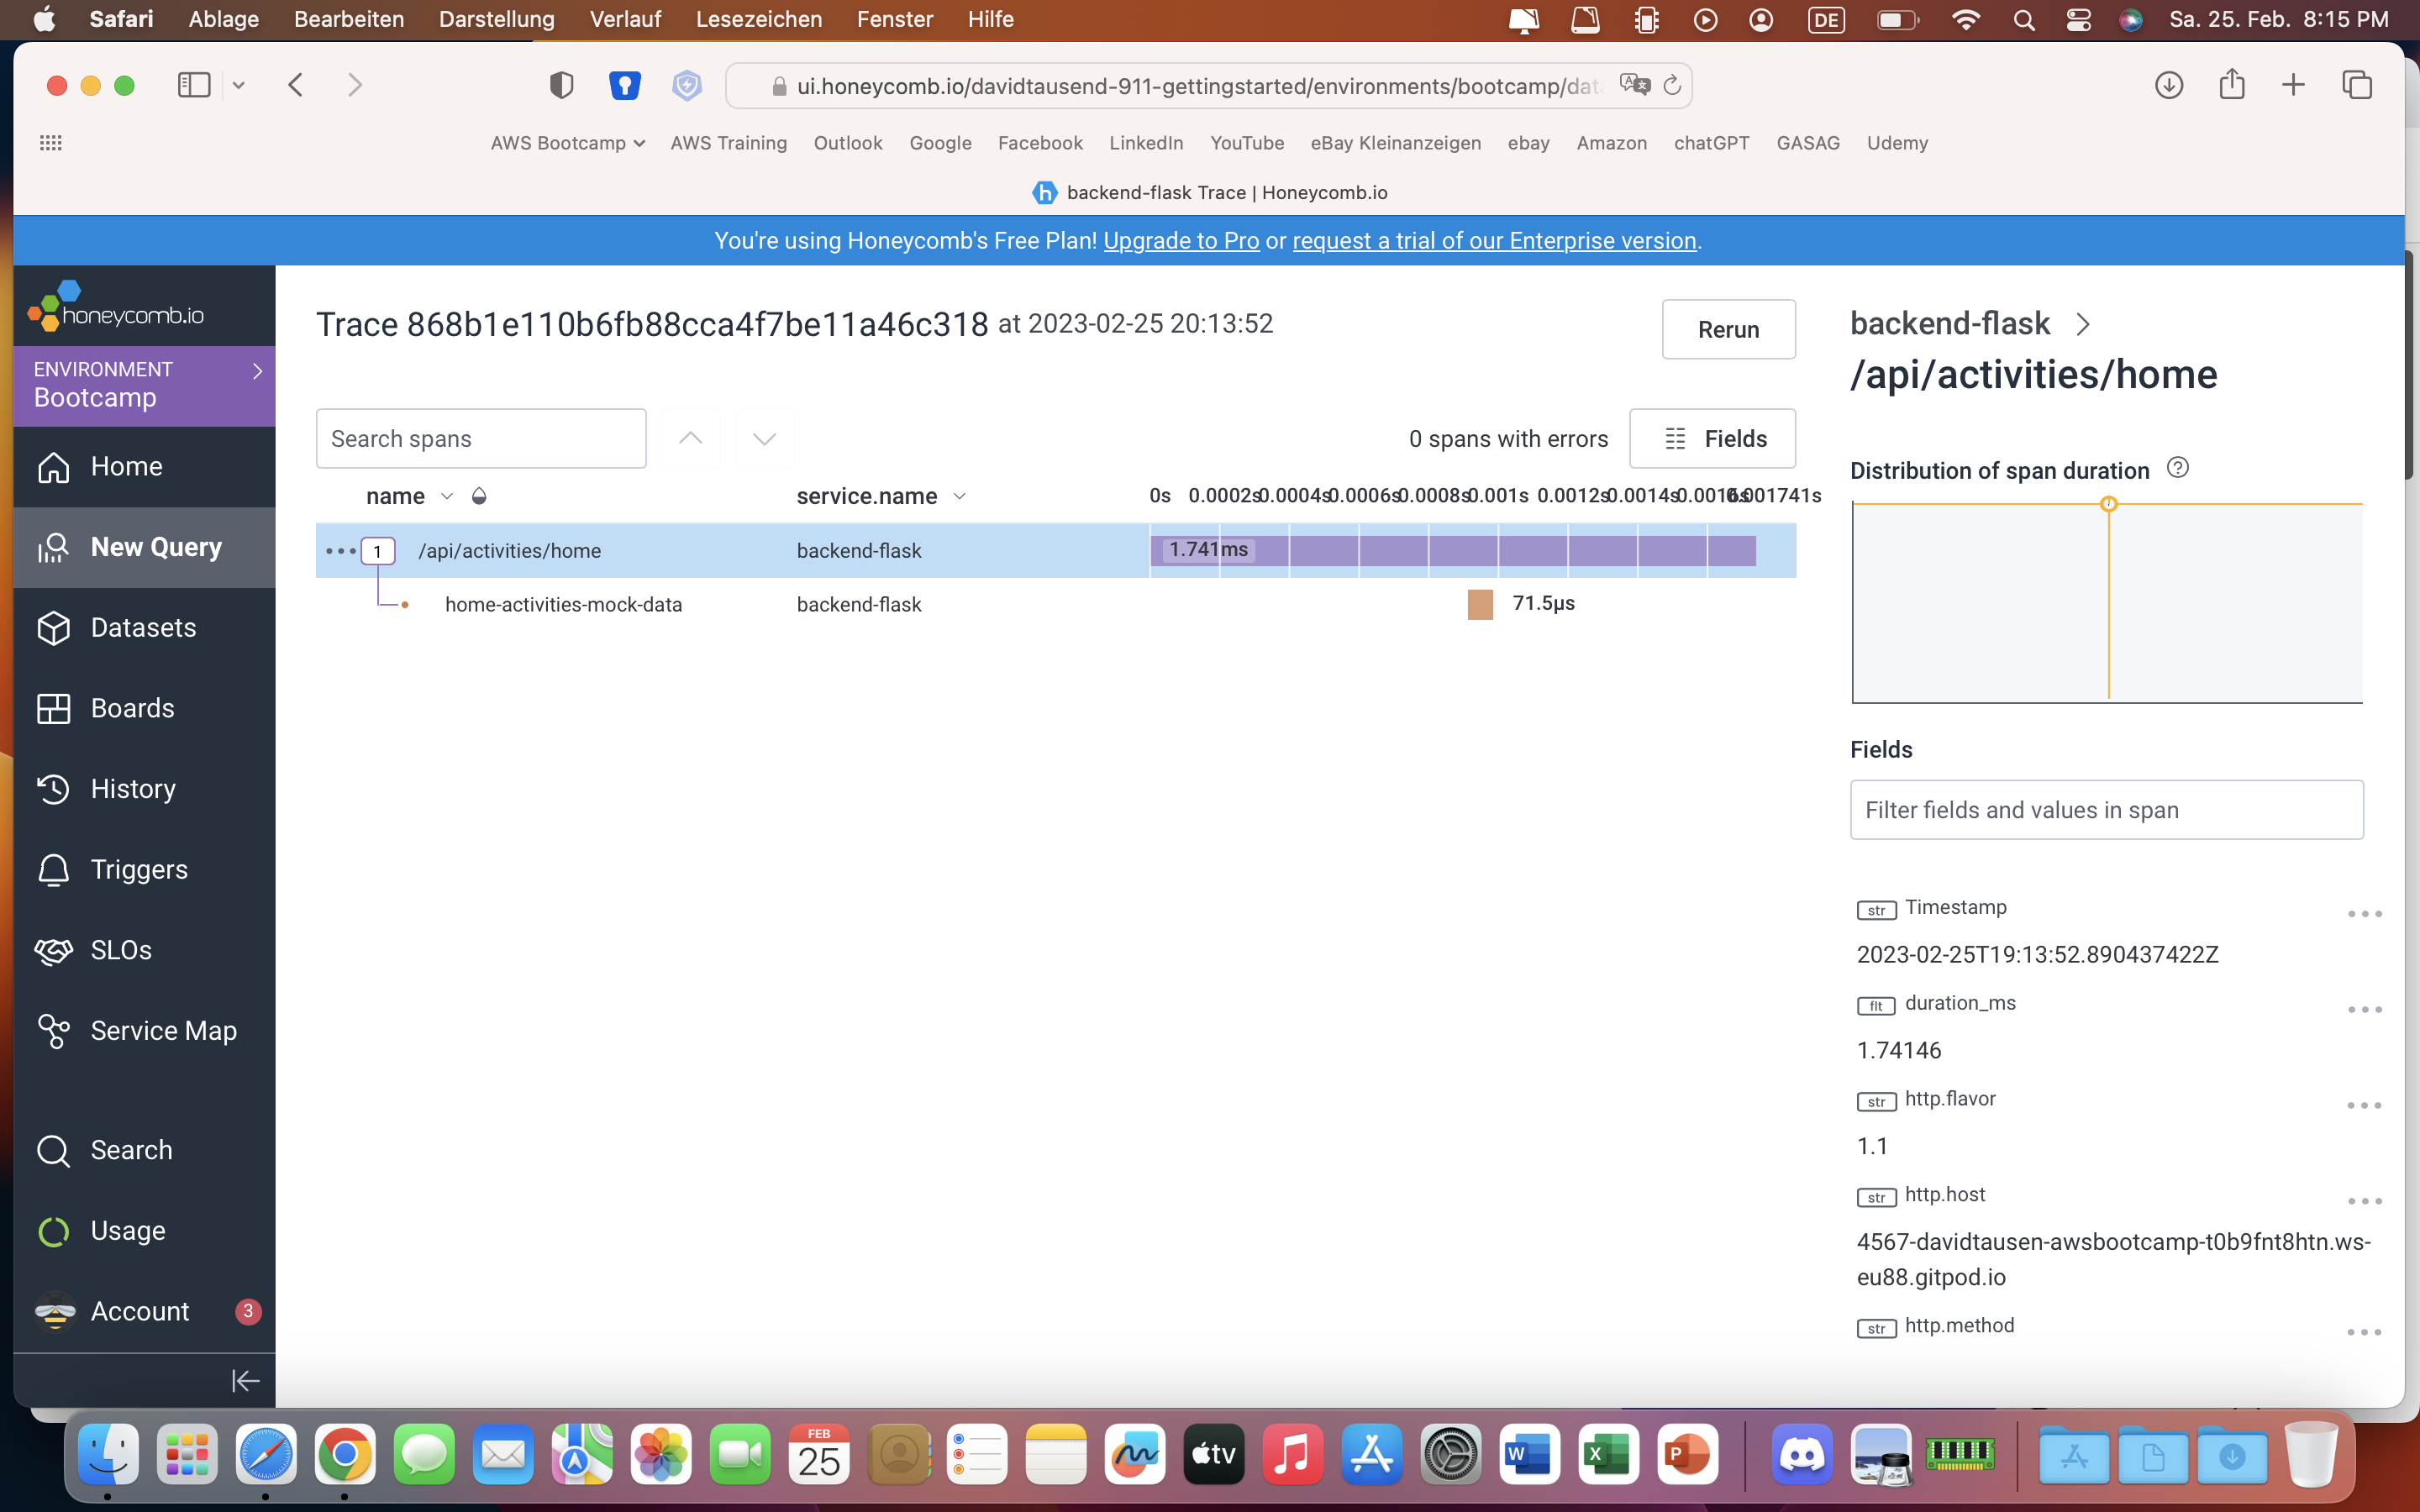 Safari Ablage Bearbeiten Darstellung Verlauf Lesezeichen Fenster Hilfe DE Sa. 25. Feb. 8:15 PM
ui.honeycomb.io/davidtausend-911-gettingstarted/environments/bootcamp/dat
AWS Bootcamp AWS Training Outlook Google Facebook LinkedIn YouTube eBay Kleinanzeigen ebay Amazon chatGPT GASAG Udemy
backend-flask Trace | Honeycomb.io
You're using Honeycomb's Free Plan! Upgrade to Pro or request a trial of our Enterprise version.
honeycomb.io
ENVIRONMENT
Bootcamp
Home
New Query
Datasets
Boards
History
Triggers
SLOs
Service Map
Search
Usage
Account 3
Trace 868b1e110b6fb88cca4f7be11a46c318 at 2023-02-25 20:13:52
Rerun
Search spans
0 spans with errors
Fields
name service.name 0s 0.0002s 0.0004s 0.0006s 0.0008s 0.001s 0.0012s 0.0014s 0.0016s 0.001741s
1 /api/activities/home backend-flask 1.741ms
home-activities-mock-data backend-flask 71.5µs
backend-flask
/api/activities/home
Distribution of span duration
Fields
Filter fields and values in span
str Timestamp
2023-02-25T19:13:52.890437422Z
flt duration_ms
1.74146
str http.flavor
1.1
str http.host
4567-davidtausen-awsbootcamp-t0b9fnt8htn.ws-
eu88.gitpod.io
str http.method
FEB
25
tv
W
X
P